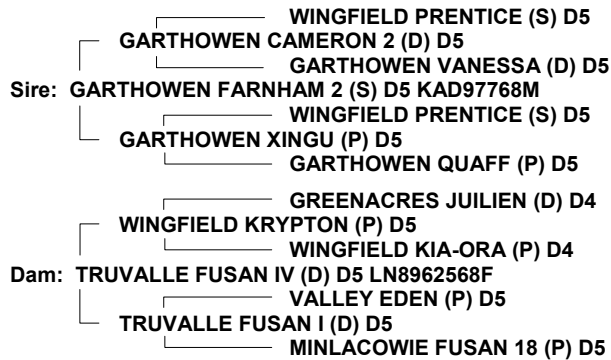 WINGFIELD PRENTICE (S) D5
GARTHOWEN CAMERON 2 (D) D5
GARTHOWEN VANESSA (D) D5
Sire: GARTHOWEN FARNHAM 2 (S) D5 KAD97768M
WINGFIELD PRENTICE (S) D5
GARTHOWEN XINGU (P) D5
GARTHOWEN QUAFF (P) D5
GREENACRES JUILIEN (D) D4
WINGFIELD KRYPTON (P) D5
WINGFIELD KIA-ORA (P) D4
Dam: TRUVALLE FUSAN IV (D) D5 LN8962568F
VALLEY EDEN (P) D5
TRUVALLE FUSAN I (D) D5
MINLACOWIE FUSAN 18 (P) D5